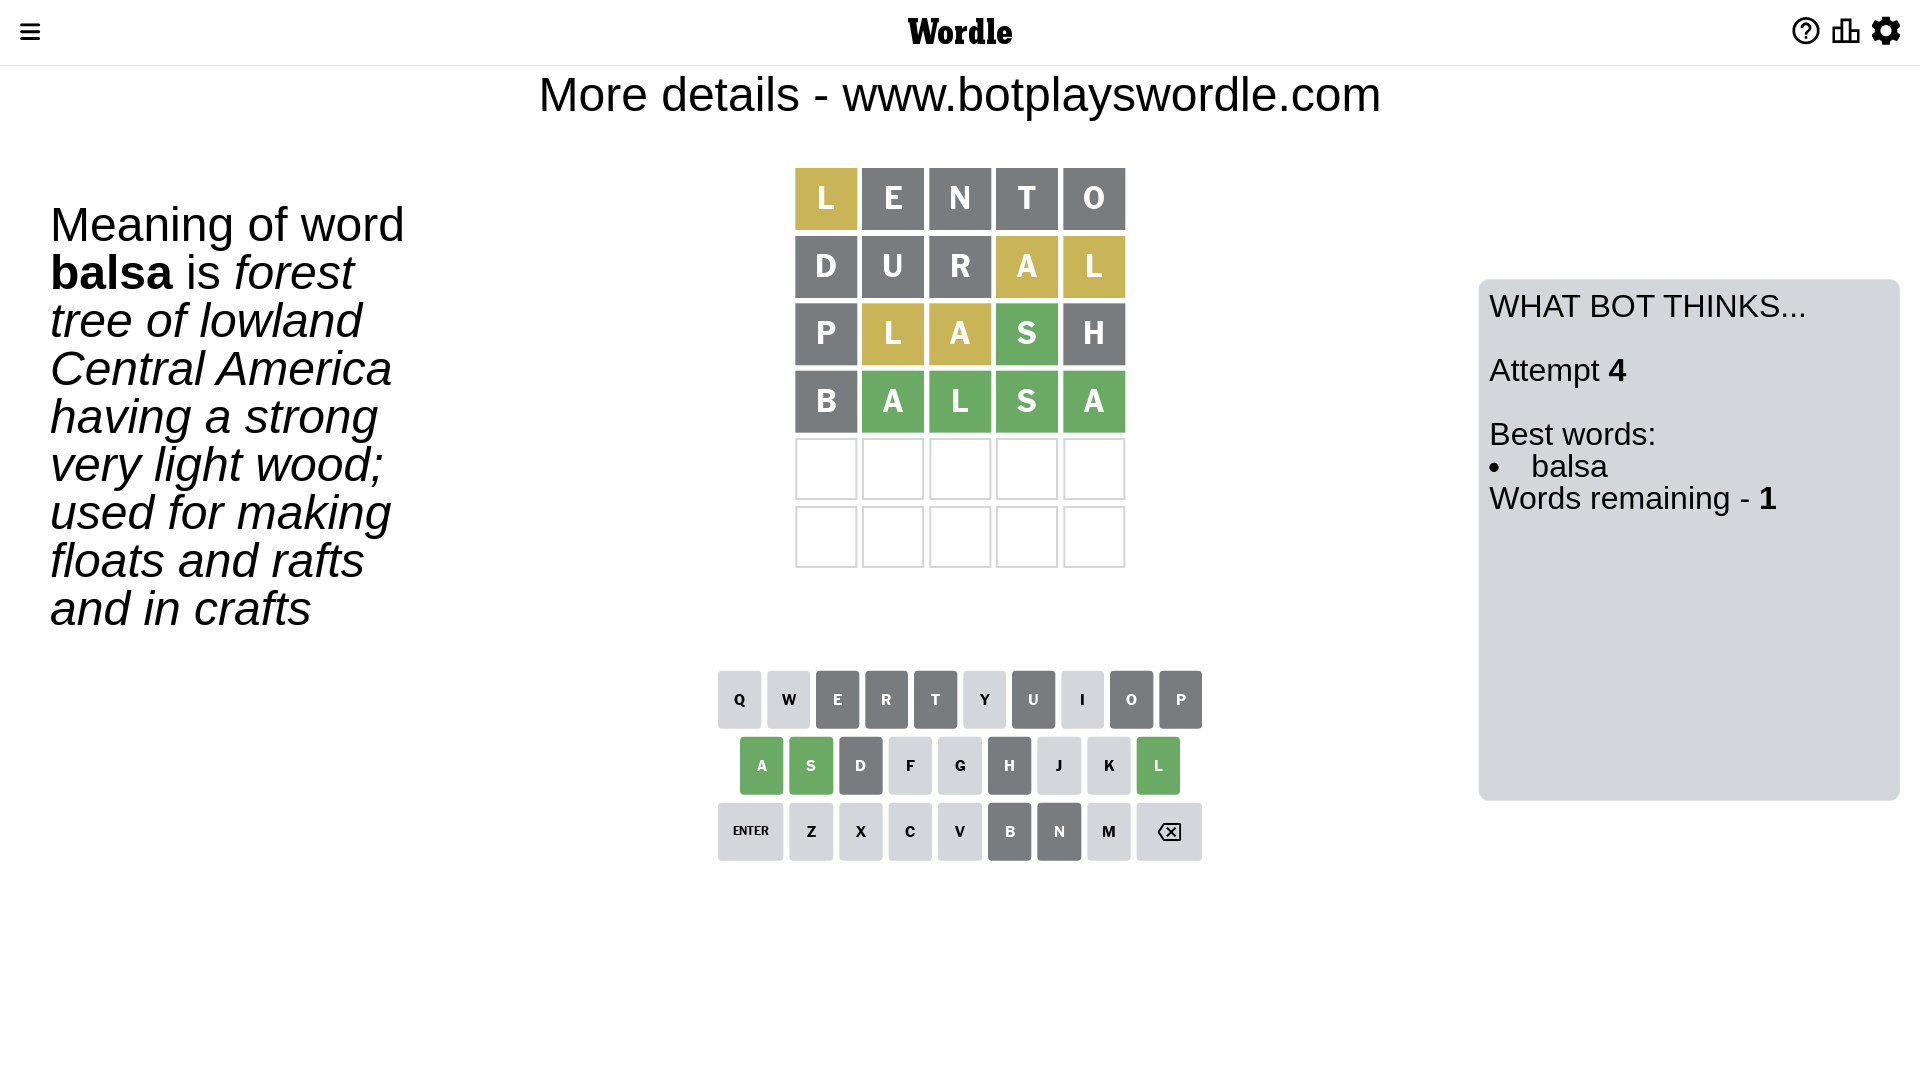 Wordle
More details - www.botplayswordle.com
Meaning of word
balsa is forest
tree of lowland
Central America
having a strong
very light wood;
used for making
floats and rafts
and in crafts
L E N T O
D U R A L
P L A S H
B A L S A
WHAT BOT THINKS...
Attempt 4
Best words:
• balsa
Words remaining - 1
Q W E R T Y U I O P
A S D F G H J K L
ENTER Z X C V B N M